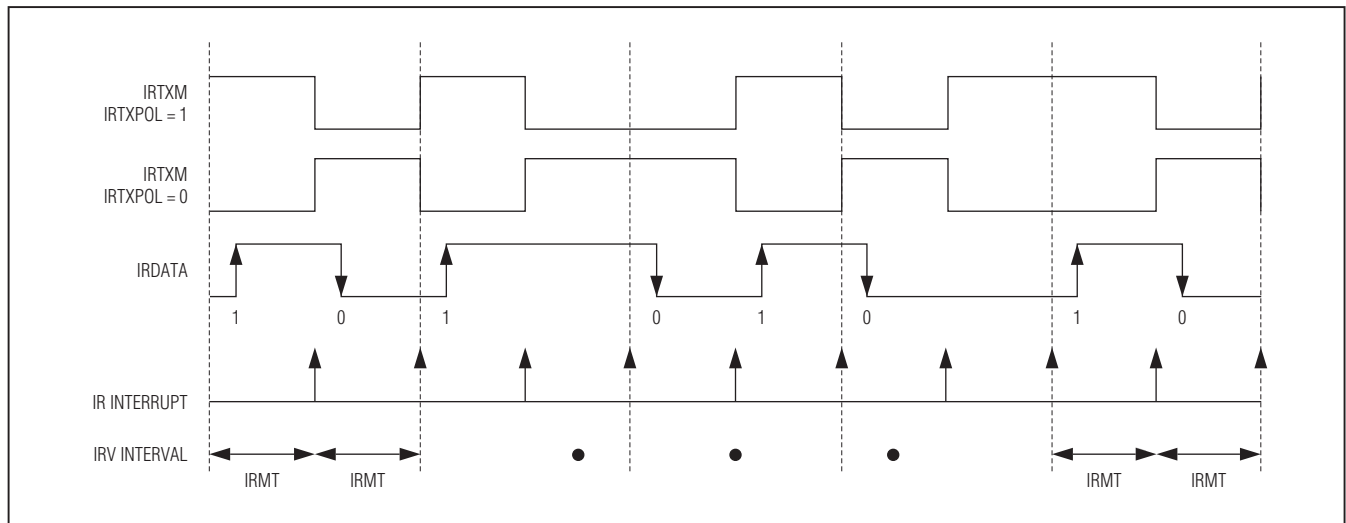 IRTXM
IRTXPOL = 1
IRTXM
IRTXPOL = 0
IRDATA
1 0 1 0 1 0 1 0
IR INTERRUPT
IRV INTERVAL
IRMT IRMT IRMT IRMT